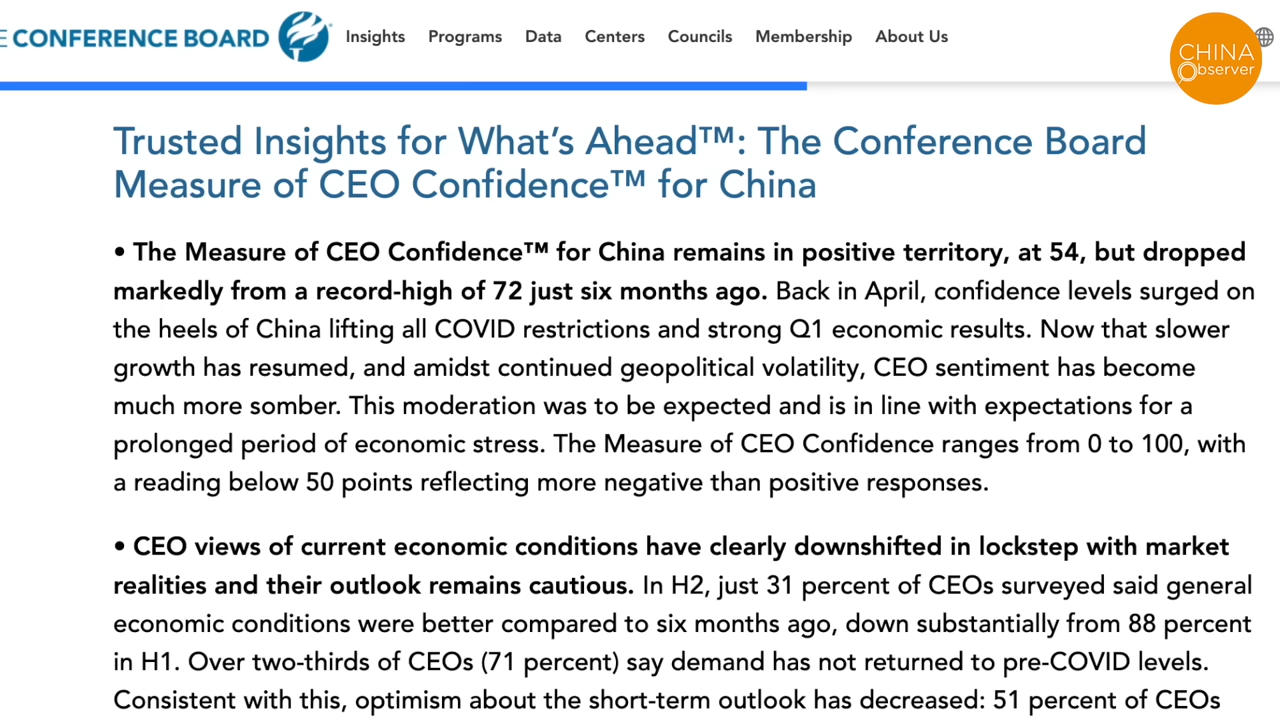 CONFERENCE BOARD
Insights Programs Data Centers Councils Membership About Us
CHINA
Observer
Trusted Insights for What’s Ahead™: The Conference Board
Measure of CEO Confidence™ for China
• The Measure of CEO Confidence™ for China remains in positive territory, at 54, but dropped
markedly from a record-high of 72 just six months ago. Back in April, confidence levels surged on
the heels of China lifting all COVID restrictions and strong Q1 economic results. Now that slower
growth has resumed, and amidst continued geopolitical volatility, CEO sentiment has become
much more somber. This moderation was to be expected and is in line with expectations for a
prolonged period of economic stress. The Measure of CEO Confidence ranges from 0 to 100, with
a reading below 50 points reflecting more negative than positive responses.
• CEO views of current economic conditions have clearly downshifted in lockstep with market
realities and their outlook remains cautious. In H2, just 31 percent of CEOs surveyed said general
economic conditions were better compared to six months ago, down substantially from 88 percent
in H1. Over two-thirds of CEOs (71 percent) say demand has not returned to pre-COVID levels.
Consistent with this, optimism about the short-term outlook has decreased: 51 percent of CEOs